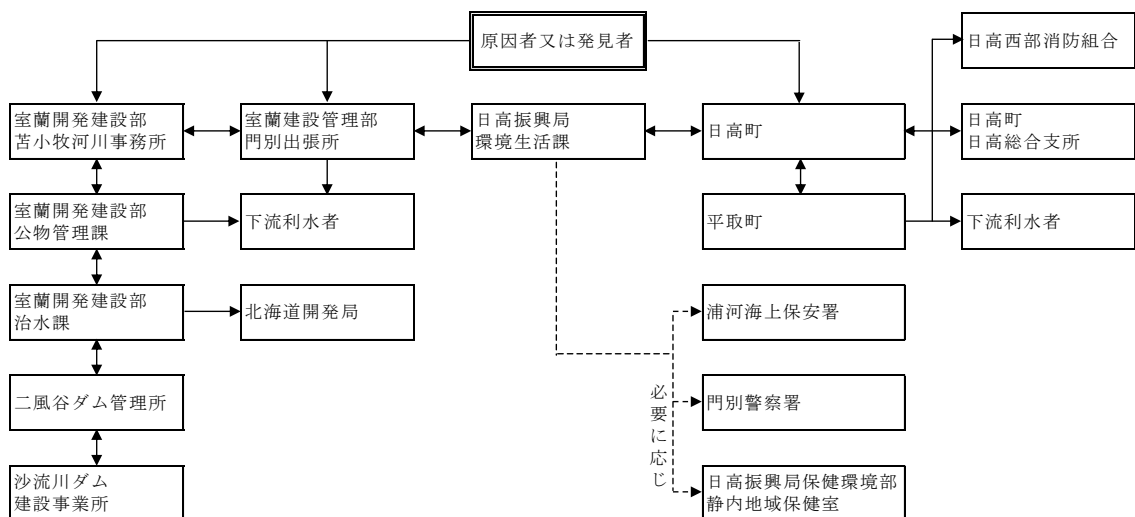 原因者又は発見者
日高西部消防組合
室蘭開発建設部
苫小牧河川事務所
室蘭建設管理部
門別出張所
日高振興局
環境生活課
日高町
日高町
日高総合支所
室蘭開発建設部
公物管理課
下流利水者
平取町
下流利水者
室蘭開発建設部
治水課
北海道開発局
浦河海上保安署
二風谷ダム管理所
必要に応じ
門別警察署
沙流川ダム
建設事業所
日高振興局保健環境部
静内地域保健室